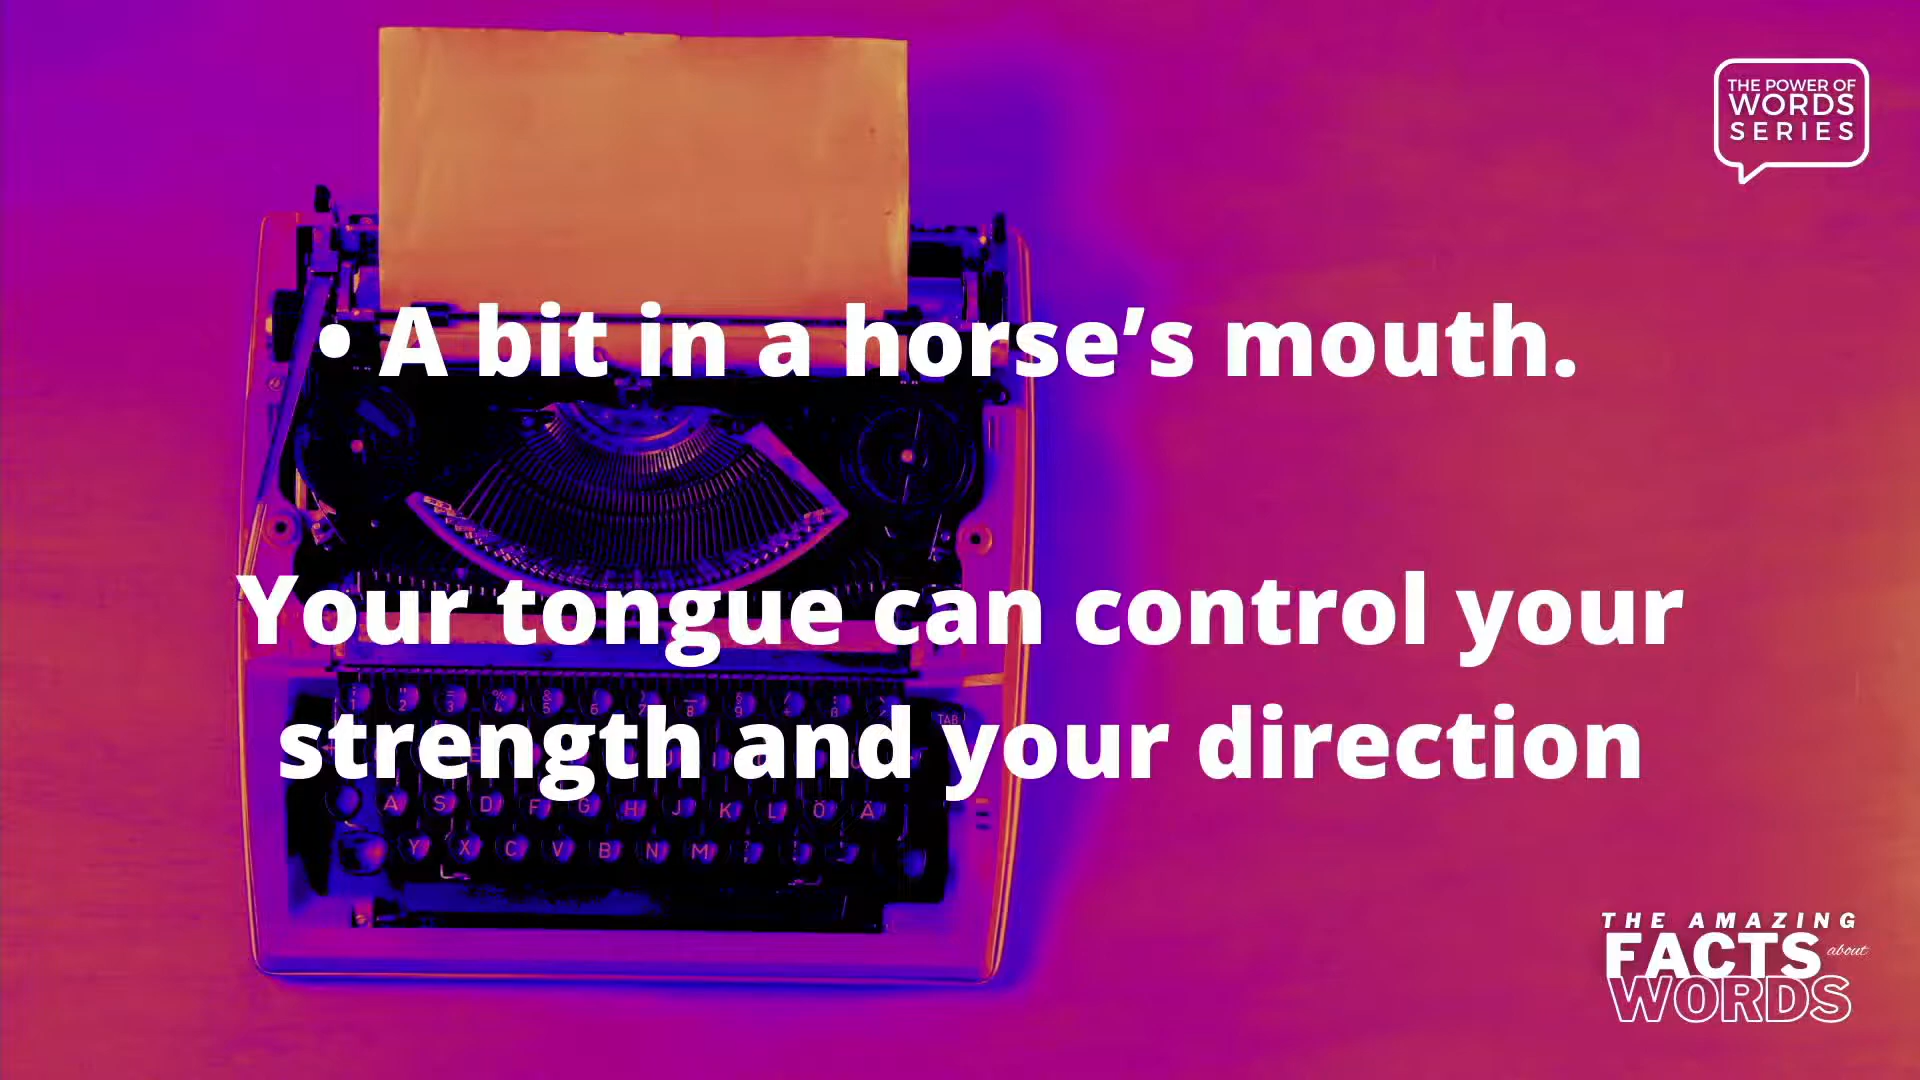 THE POWER OF
WORDS
SERIES
• A bit in a horse’s mouth.
Your tongue can control your
strength and your direction
TAB
A S D F G H J K L Ö Ä
Y X C V B N M
THE AMAZING
FACTS about
WORDS